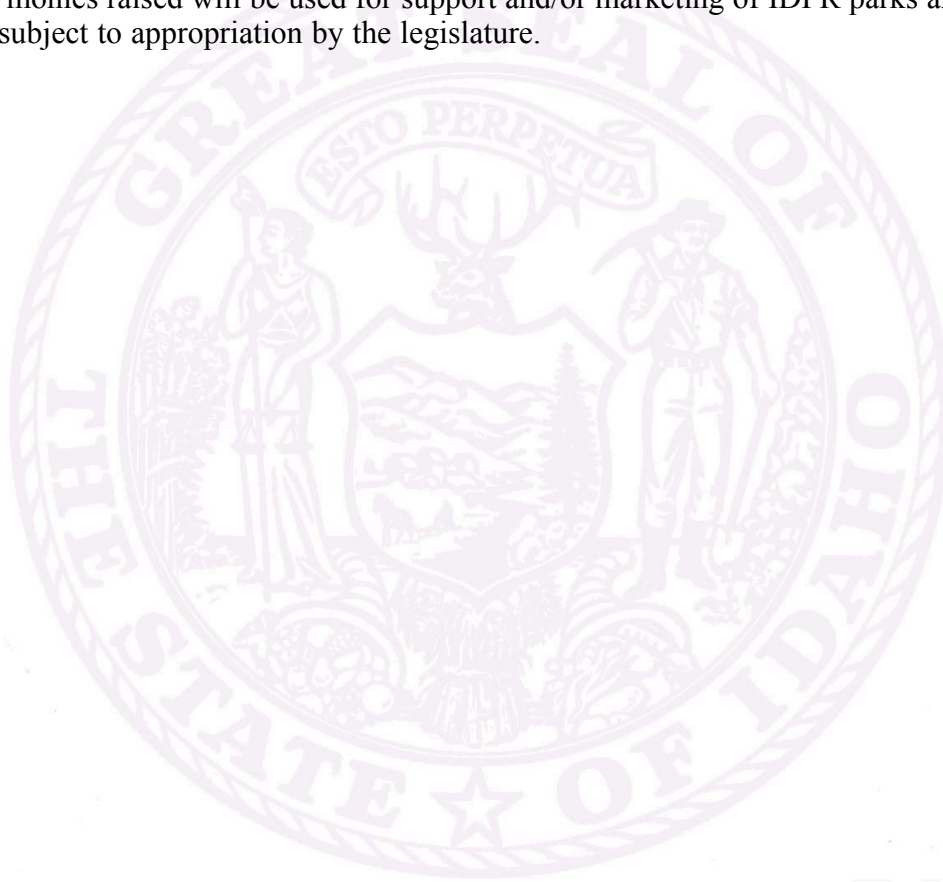 monies raised will be used for support and/or marketing of IDPR parks a
subject to appropriation by the legislature.
GREAT SEAL OF
ESTO PERPETUA
THE STATE OF IDAHO